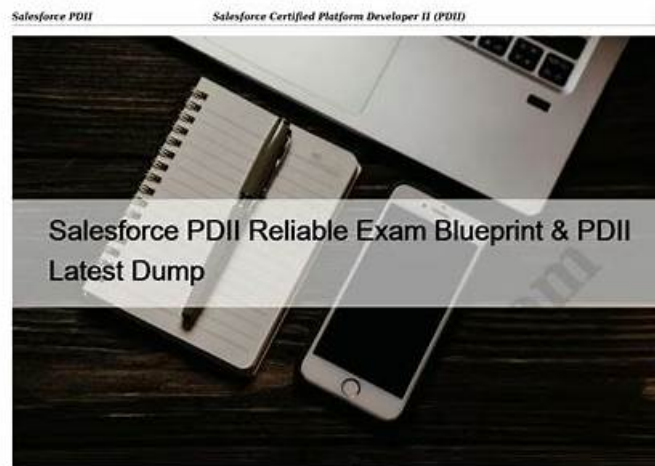 Salesforce PDII Salesforce Certified Platform Developer II (PDII)
Salesforce PDII Reliable Exam Blueprint & PDII
Latest Dump